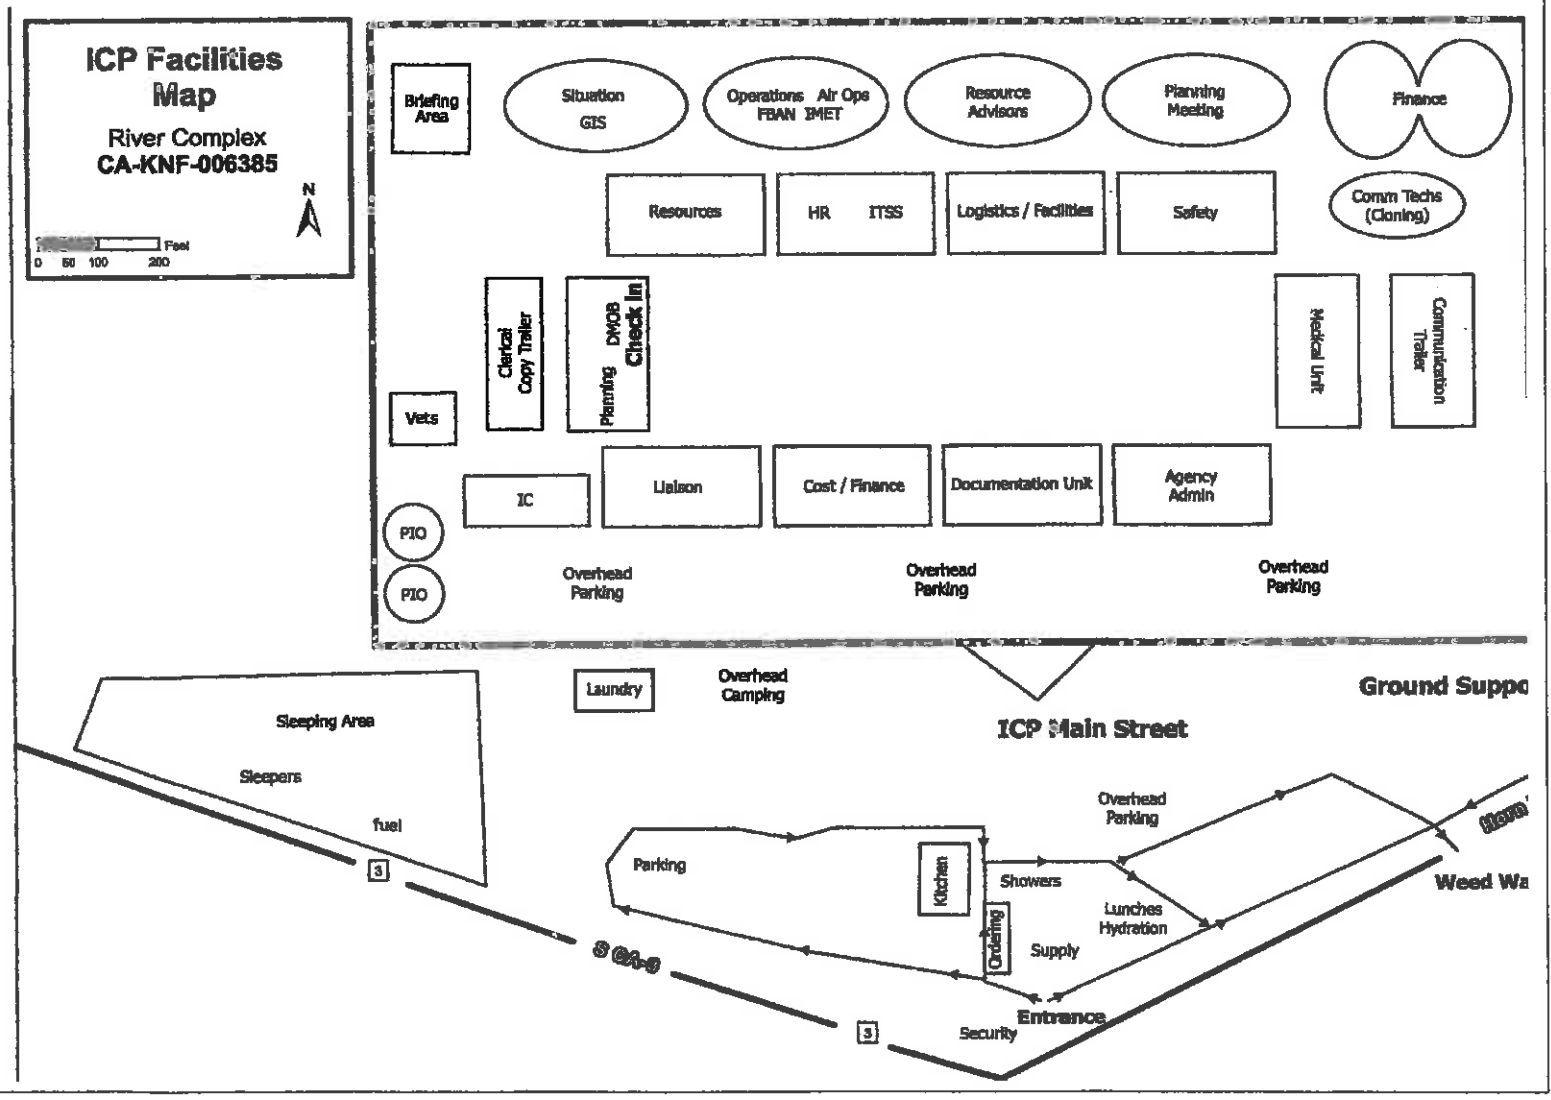 ICP Facilities
Map
River Complex
CA-KNF-006385
N
Feet
0 50 100 200
Briefing
Area
Situation
GIS
Operations Air Ops
FBAN IMET
Resource
Advisors
Planning
Meeting
Finance
Resources
HR ITSS
Logistics / Facilities
Safety
Comm Techs
(Cloning)
Clerical
Copy Trailer
Planning DMOB
Check In
Medical Unit
Communication
Trailer
Vets
IC
Liaison
Cost / Finance
Documentation Unit
Agency
Admin
PIO
PIO
Overhead
Parking
Overhead
Parking
Overhead
Parking
Laundry
Overhead
Camping
Ground Suppo
ICP Main Street
Sleeping Area
Sleepers
fuel
3
Overhead
Parking
Parking
Kitchen
Showers
Ordering
Lunches
Hydration
Supply
Weed Wa
Entrance
Security
3